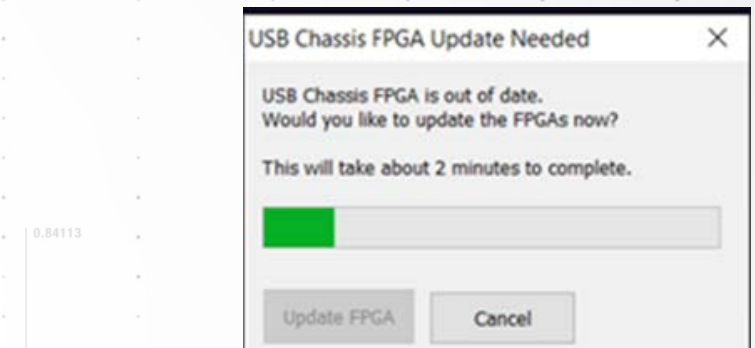 USB Chassis FPGA Update Needed
USB Chassis FPGA is out of date.
Would you like to update the FPGAs now?
This will take about 2 minutes to complete.
0.84113
Update FPGA
Cancel